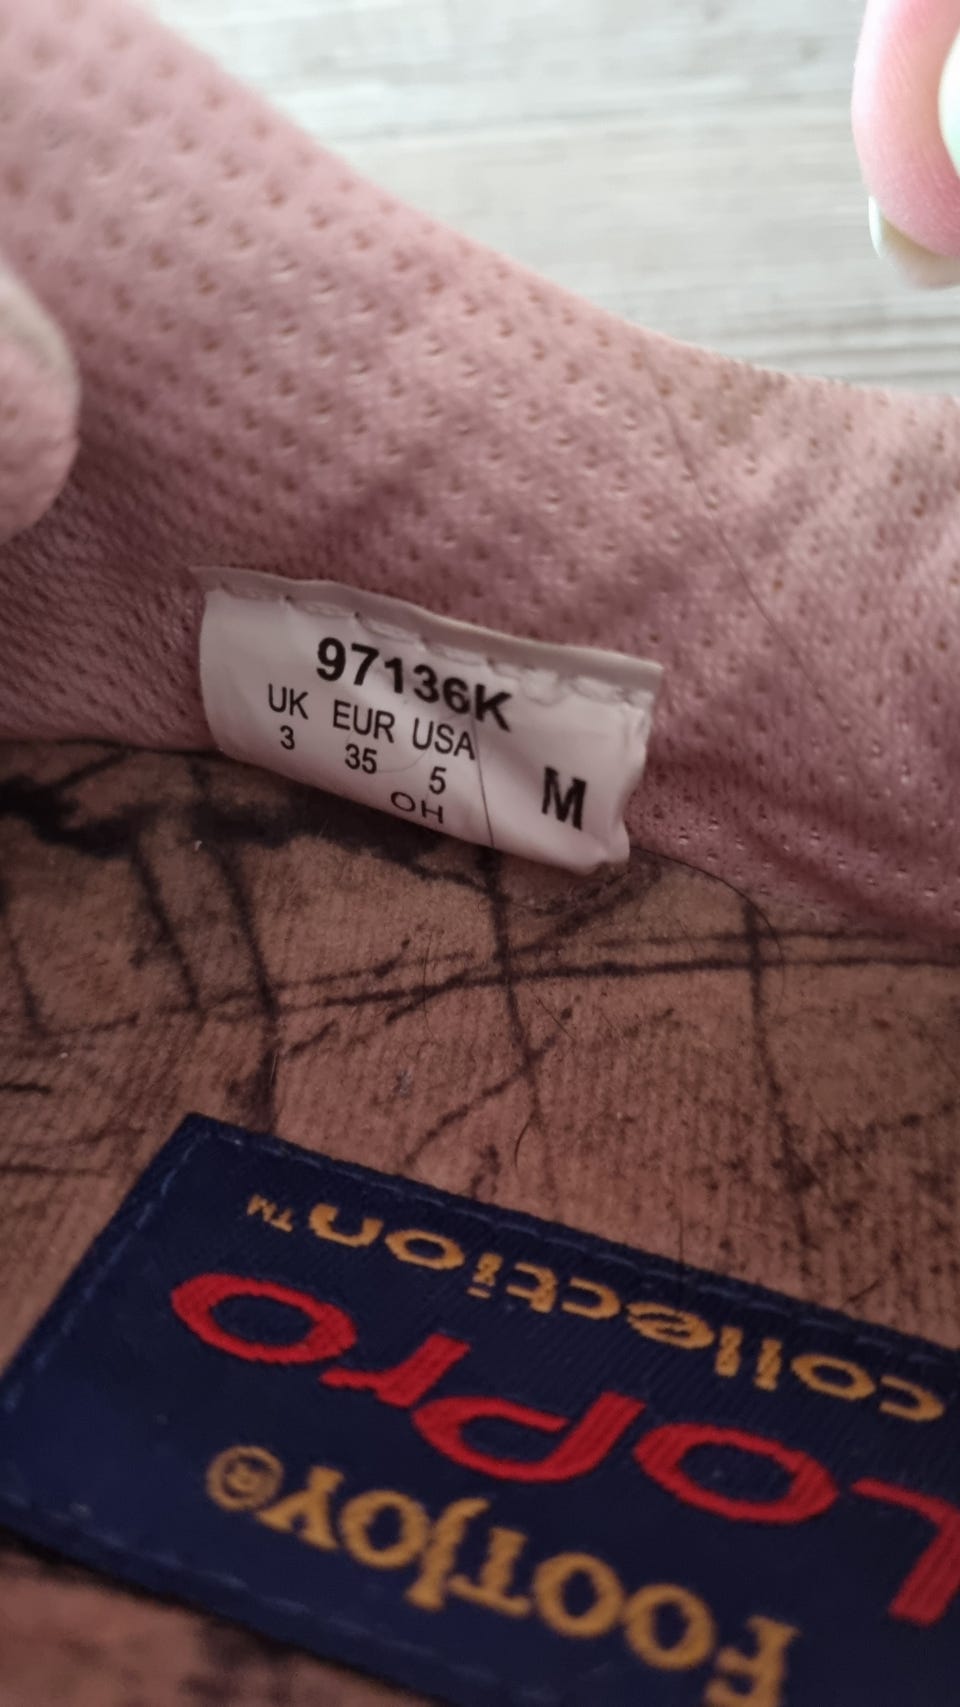 97136K
UK EUR USA
3 35 5
OH
M
FootJoy®
LoPro
collection™